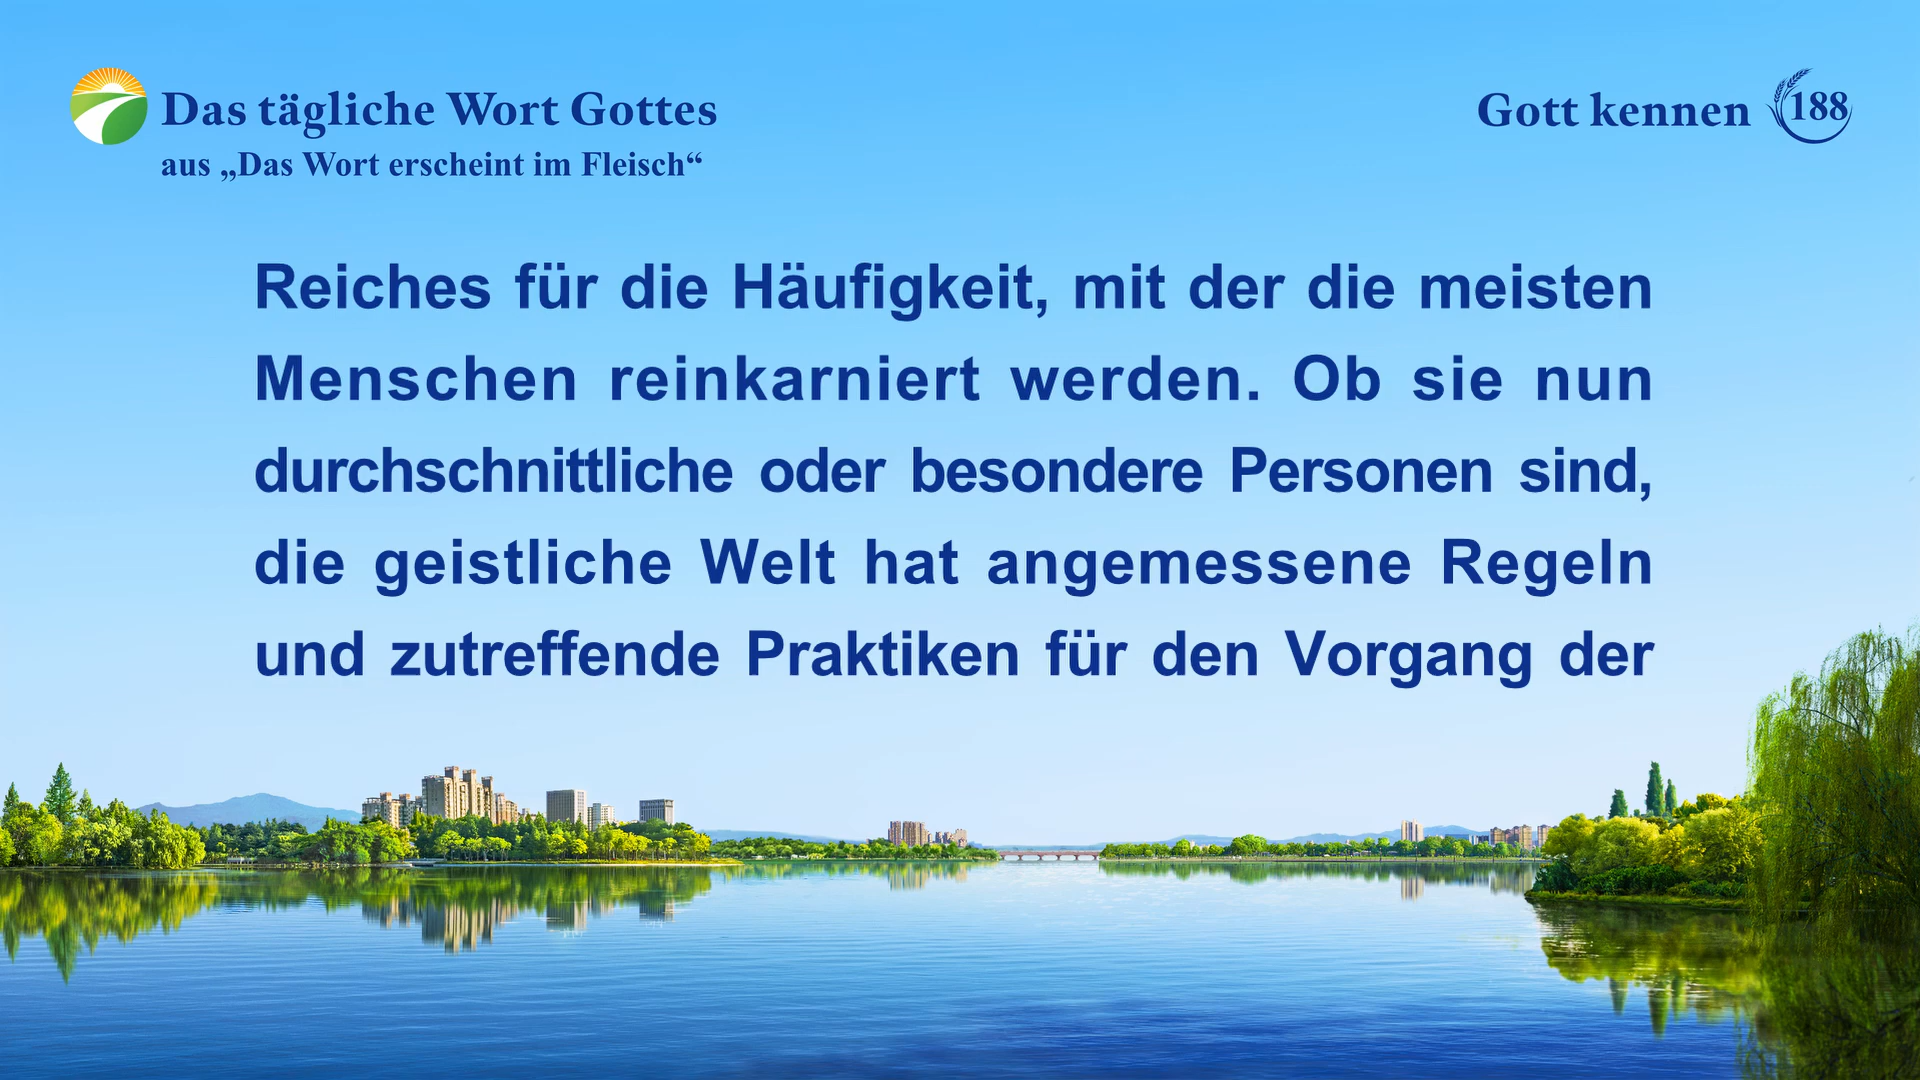 Das tägliche Wort Gottes
aus „Das Wort erscheint im Fleisch“
Gott kennen 188
Reiches für die Häufigkeit, mit der die meisten
Menschen reinkarniert werden. Ob sie nun
durchschnittliche oder besondere Personen sind,
die geistliche Welt hat angemessene Regeln
und zutreffende Praktiken für den Vorgang der